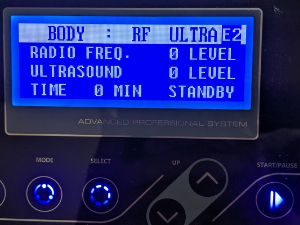 BODY : RF ULTRA E2
RADIO FREQ. 0 LEVEL
ULTRASOUND 0 LEVEL
TIME 0 MIN STANDBY
ADVANCED PROFESSIONAL SYSTEM
MODE SELECT UP START/PAUSE